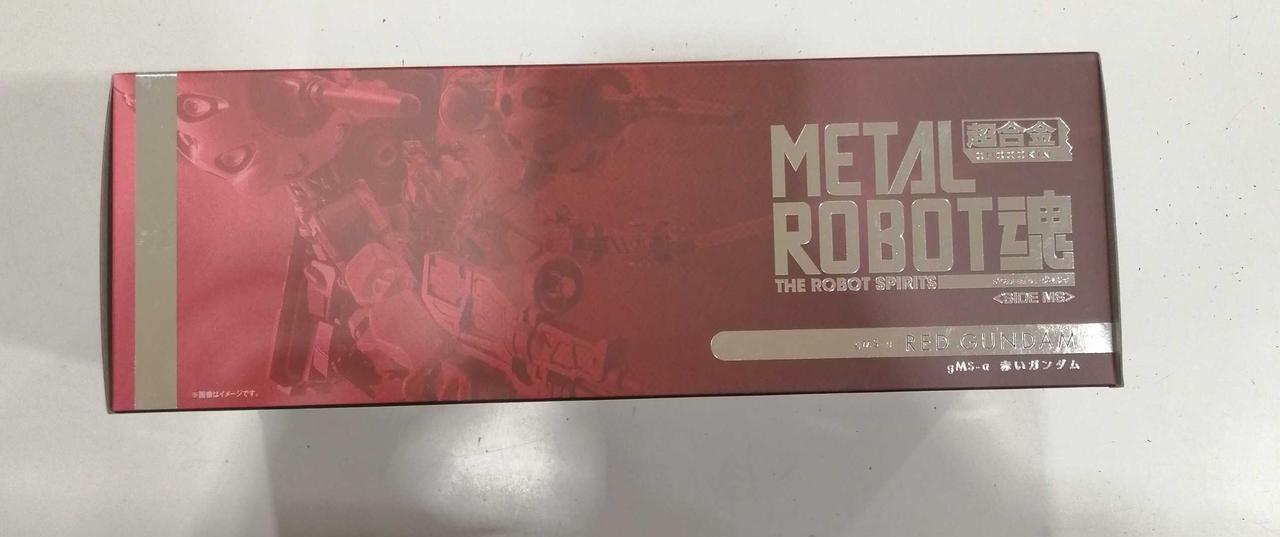 METAL
超合金
ROBOT魂
THE ROBOT SPIRITS
<SIDE MS>
gMS-α RED GUNDAM
gMS-α 赤いガンダム
※画像はイメージです。